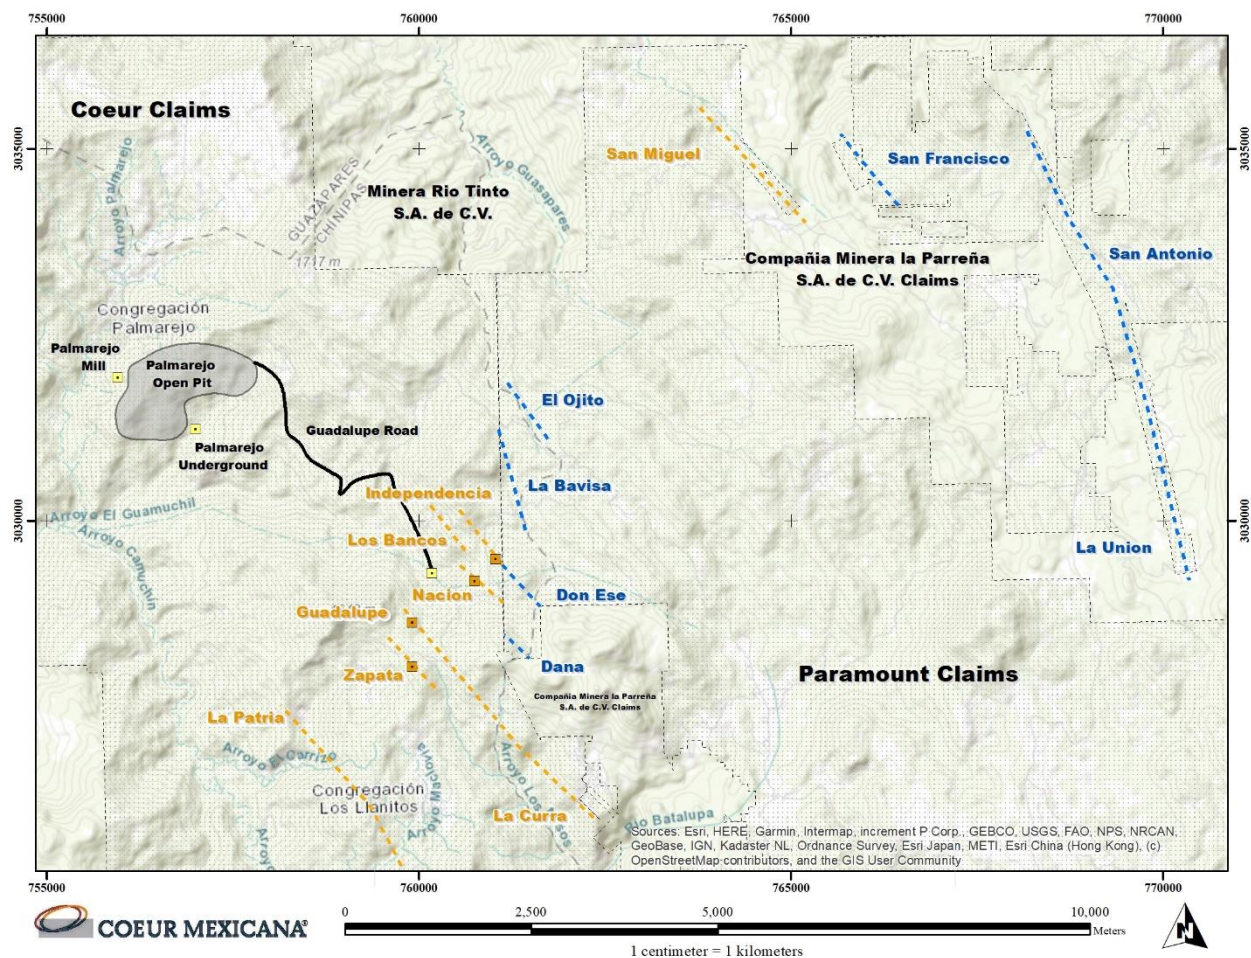 755000
760000
765000
770000
Coeur Claims
3035000
3035000
Arroyo Palmarejo
GUAZAPARES
CHINIPAS
Arroyo Guasapares
San Miguel
San Francisco
Minera Rio Tinto
S.A. de C.V.
1717 m
Compañia Minera la Parreña
S.A. de C.V. Claims
San Antonio
Congregación
Palmarejo
Palmarejo
Mill
Palmarejo
Open Pit
El Ojito
Guadalupe Road
Palmarejo
Underground
La Bavisa
Independencia
Arroyo El Guamuchil
3030000
3030000
Los Bancos
La Union
Arroyo Camuchín
Nacion
Don Ese
Guadalupe
Dana
Zapata
Paramount Claims
Compañia Minera la Parreña
S.A. de C.V. Claims
La Patria
Arroyo El Carrizo
Arroyo Maclovia
Congregación
Los Llanitos
Arroyo Los
La Curra
Rio Batalupa
Arroyo
Sources: Esri, HERE, Garmin, Intermap, increment P Corp., GEBCO, USGS, FAO, NPS, NRCAN,
GeoBase, IGN, Kadaster NL, Ordnance Survey, Esri Japan, METI, Esri China (Hong Kong), (c)
OpenStreetMap contributors, and the GIS User Community
755000
760000
765000
770000
COEUR MEXICANA®
0
2,500
5,000
10,000
Meters
1 centimeter = 1 kilometers
N